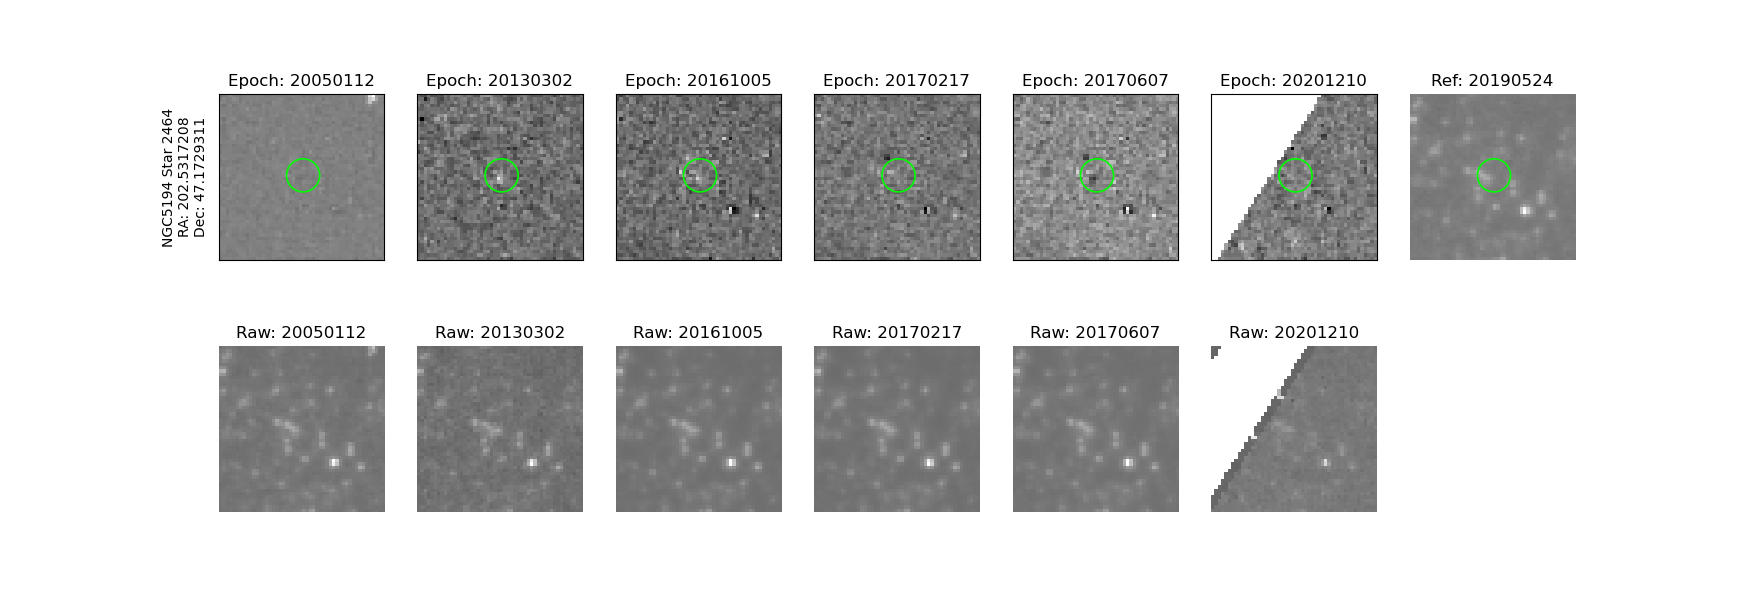 Epoch: 20050112
Epoch: 20130302
Epoch: 20161005
Epoch: 20170217
Epoch: 20170607
Epoch: 20201210
Ref: 20190524
NGC5194 Star 2464
RA: 202.5317208
Dec: 47.1729311
Raw: 20050112
Raw: 20130302
Raw: 20161005
Raw: 20170217
Raw: 20170607
Raw: 20201210